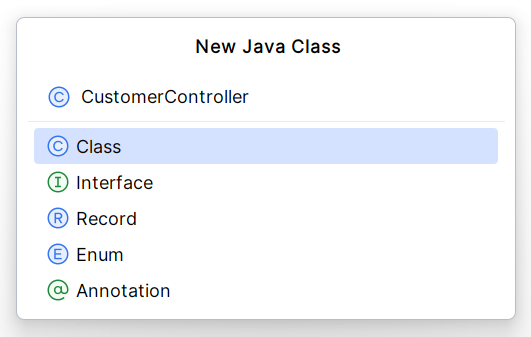 New Java Class
C CustomerController
C Class
I Interface
R Record
E Enum
@ Annotation